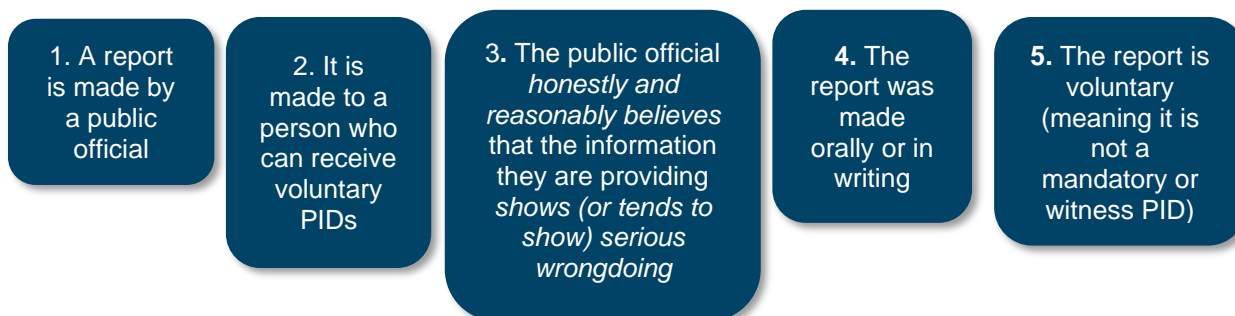 1. A report
is made by
a public
official
2. It is
made to a
person who
can receive
voluntary
PIDs
3. The public official
honestly and
reasonably believes
that the information
they are providing
shows (or tends to
show) serious
wrongdoing
4. The
report was
made
orally or in
writing
5. The report is
voluntary
(meaning it is
not a
mandatory or
witness PID)